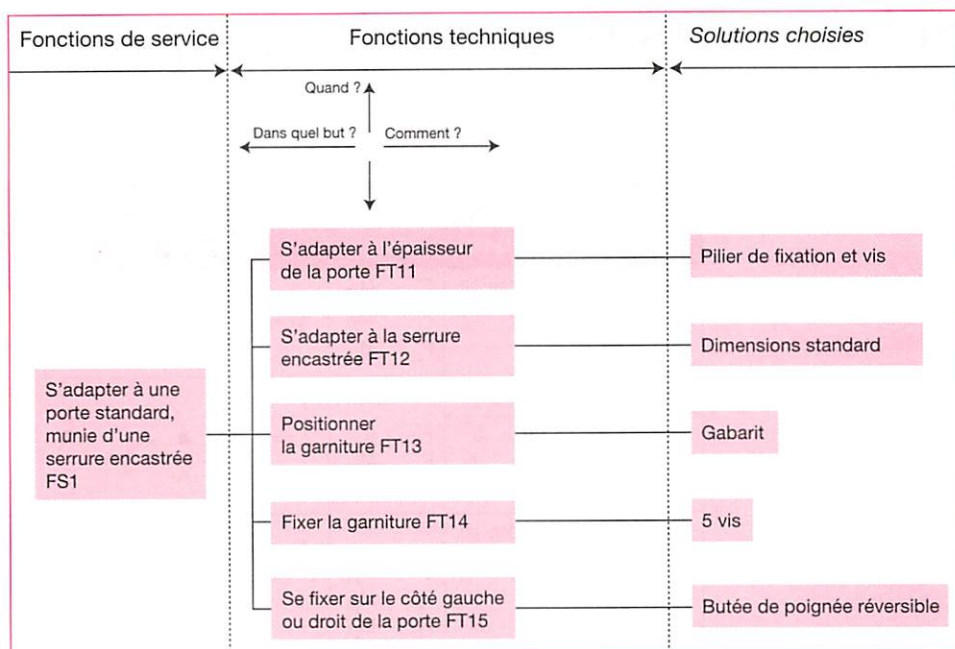 Fonctions de service
Fonctions techniques
Solutions choisies
Quand ?
Dans quel but ?
Comment ?
S'adapter à l'épaisseur
de la porte FT11
Pilier de fixation et vis
S'adapter à la serrure
encastrée FT12
Dimensions standard
S'adapter à une
porte standard,
munie d'une
serrure encastrée
FS1
Positionner
la garniture FT13
Gabarit
Fixer la garniture FT14
5 vis
Se fixer sur le côté gauche
ou droit de la porte FT15
Butée de poignée réversible